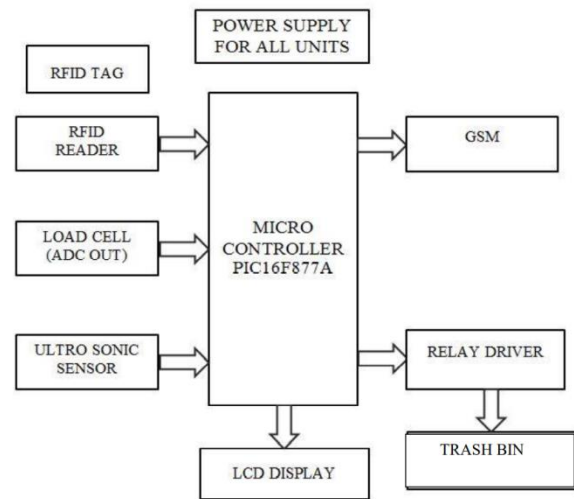 POWER SUPPLY
FOR ALL UNITS
RFID TAG
RFID
READER
GSM
LOAD CELL
(ADC OUT)
MICRO
CONTROLLER
PIC16F877A
ULTRO SONIC
SENSOR
RELAY DRIVER
LCD DISPLAY
TRASH BIN